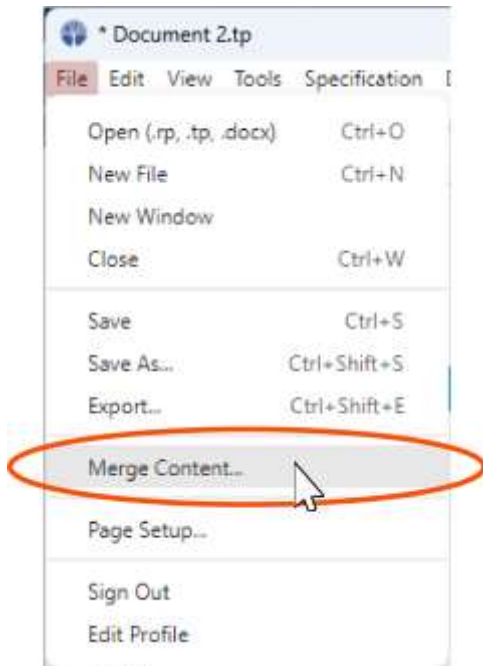 * Document 2.tp
File Edit View Tools Specification
Open (.rp, .tp, .docx) Ctrl+O
New File Ctrl+N
New Window
Close Ctrl+W
Save Ctrl+S
Save As... Ctrl+Shift+S
Export... Ctrl+Shift+E
Merge Content...
Page Setup...
Sign Out
Edit Profile